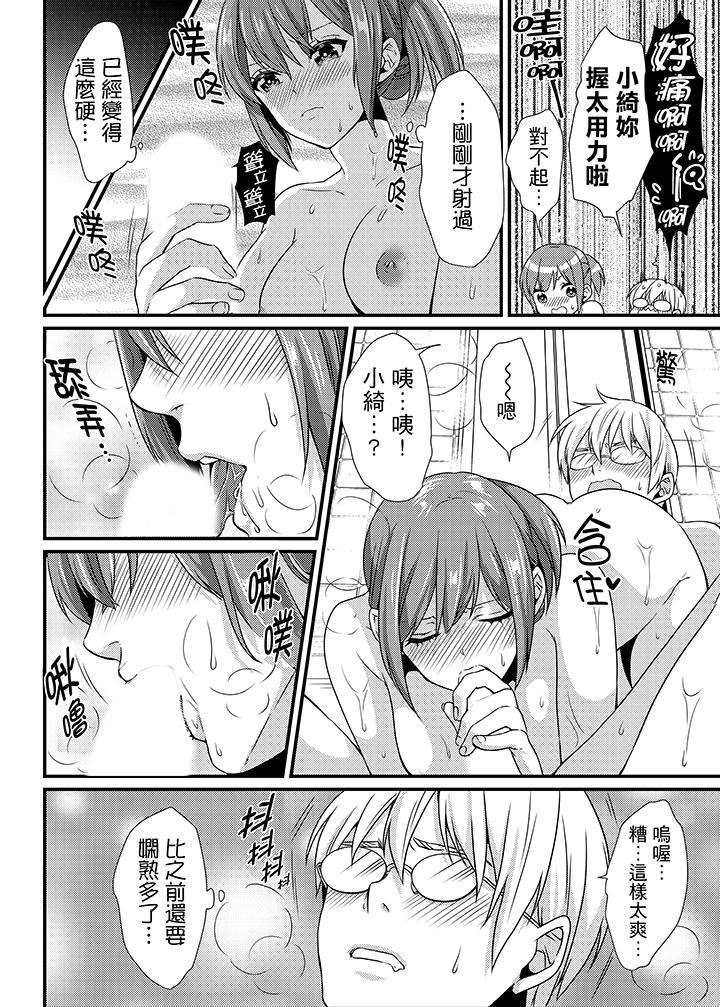 好痛啊啊啊
小綺妳
握太用力啦
對不起…
哇啊啊
…剛剛才射過
已經變得
這麼硬…
聳立聳立
噗咚
噗咚
噗咚
驚
～～嗯
咦…咦！
小綺…？
含住
舔弄…
啾噗
啾嚕
嗚喔…
糟…這樣太爽…
抖抖抖
比之前還要
嫻熟多了…